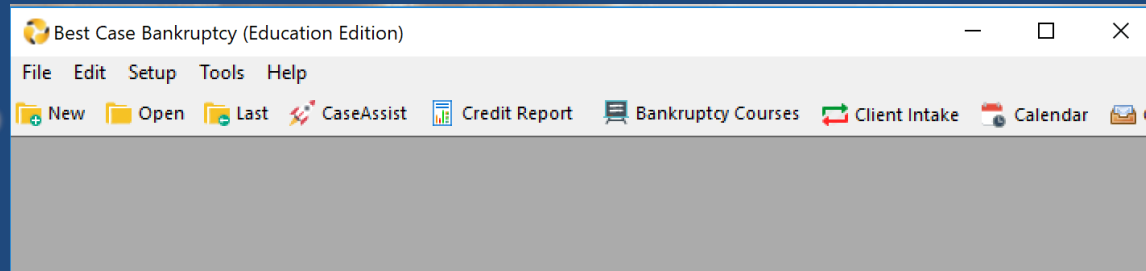 Best Case Bankruptcy (Education Edition)
File Edit Setup Tools Help
New Open Last CaseAssist Credit Report Bankruptcy Courses Client Intake Calendar